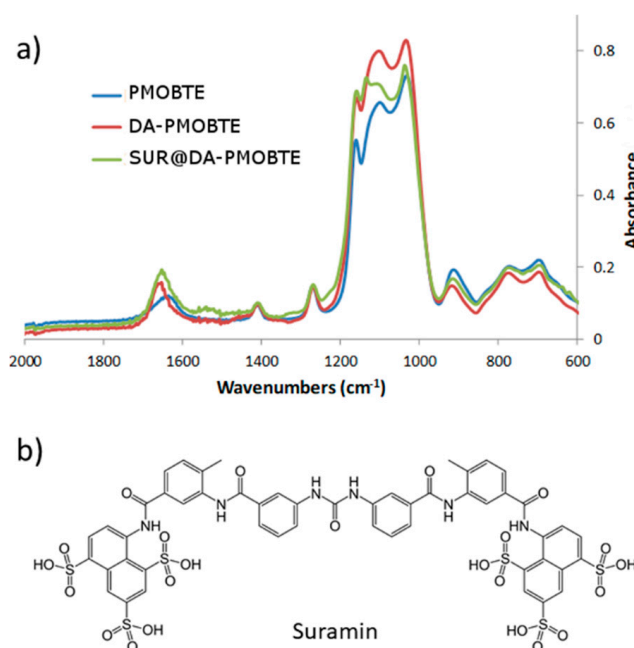 a)
PMOBTE
DA-PMOBTE
SUR@DA-PMOBTE
0.8
0.6
0.4
0.2
0
Absorbance
2000 1800 1600 1400 1200 1000 800 600
Wavenumbers (cm⁻¹)
b)
O O H N O O
N H N H N H N H
O O
NH HN
HO S O O S OH O O
S OH O O
HO S O O S OH O O
S OH O O
Suramin